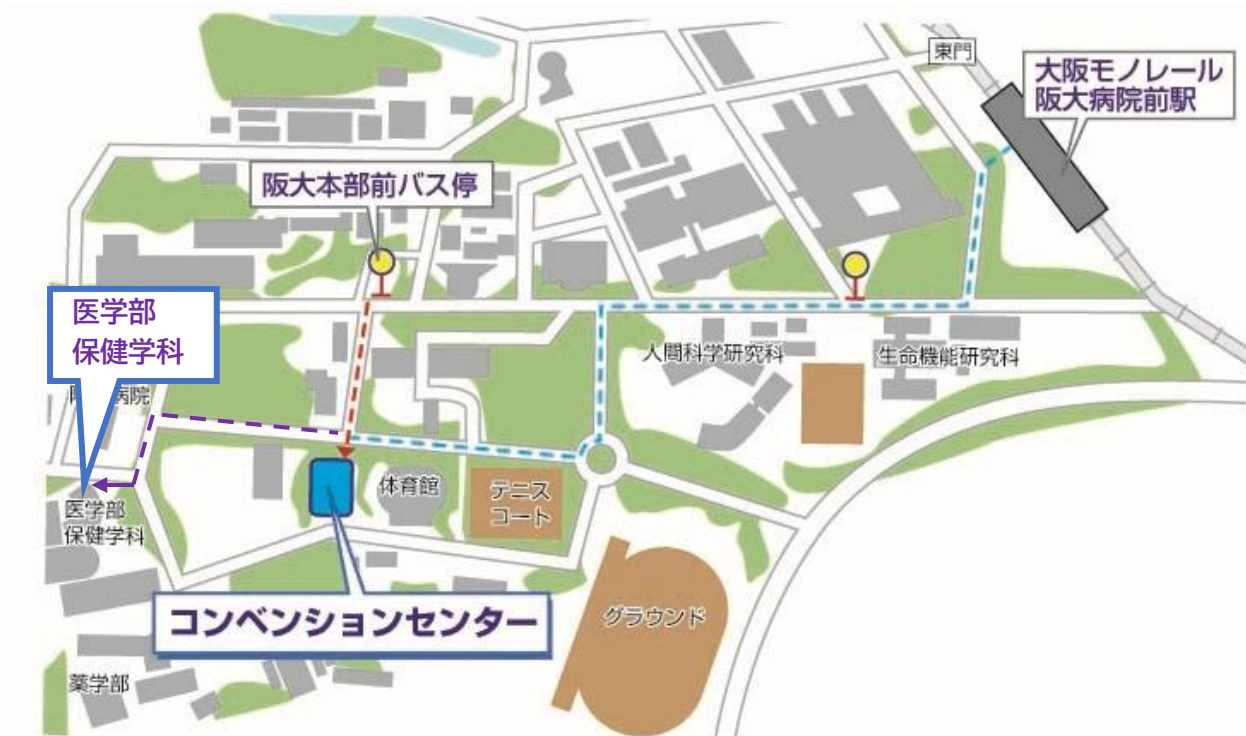 東門
大阪モノレール
阪大病院前駅
阪大本部前バス停
医学部
保健学科
人間科学研究科
生命機能研究科
病院
体育館
テニス
コート
医学部
保健学科
コンベンションセンター
グラウンド
薬学部